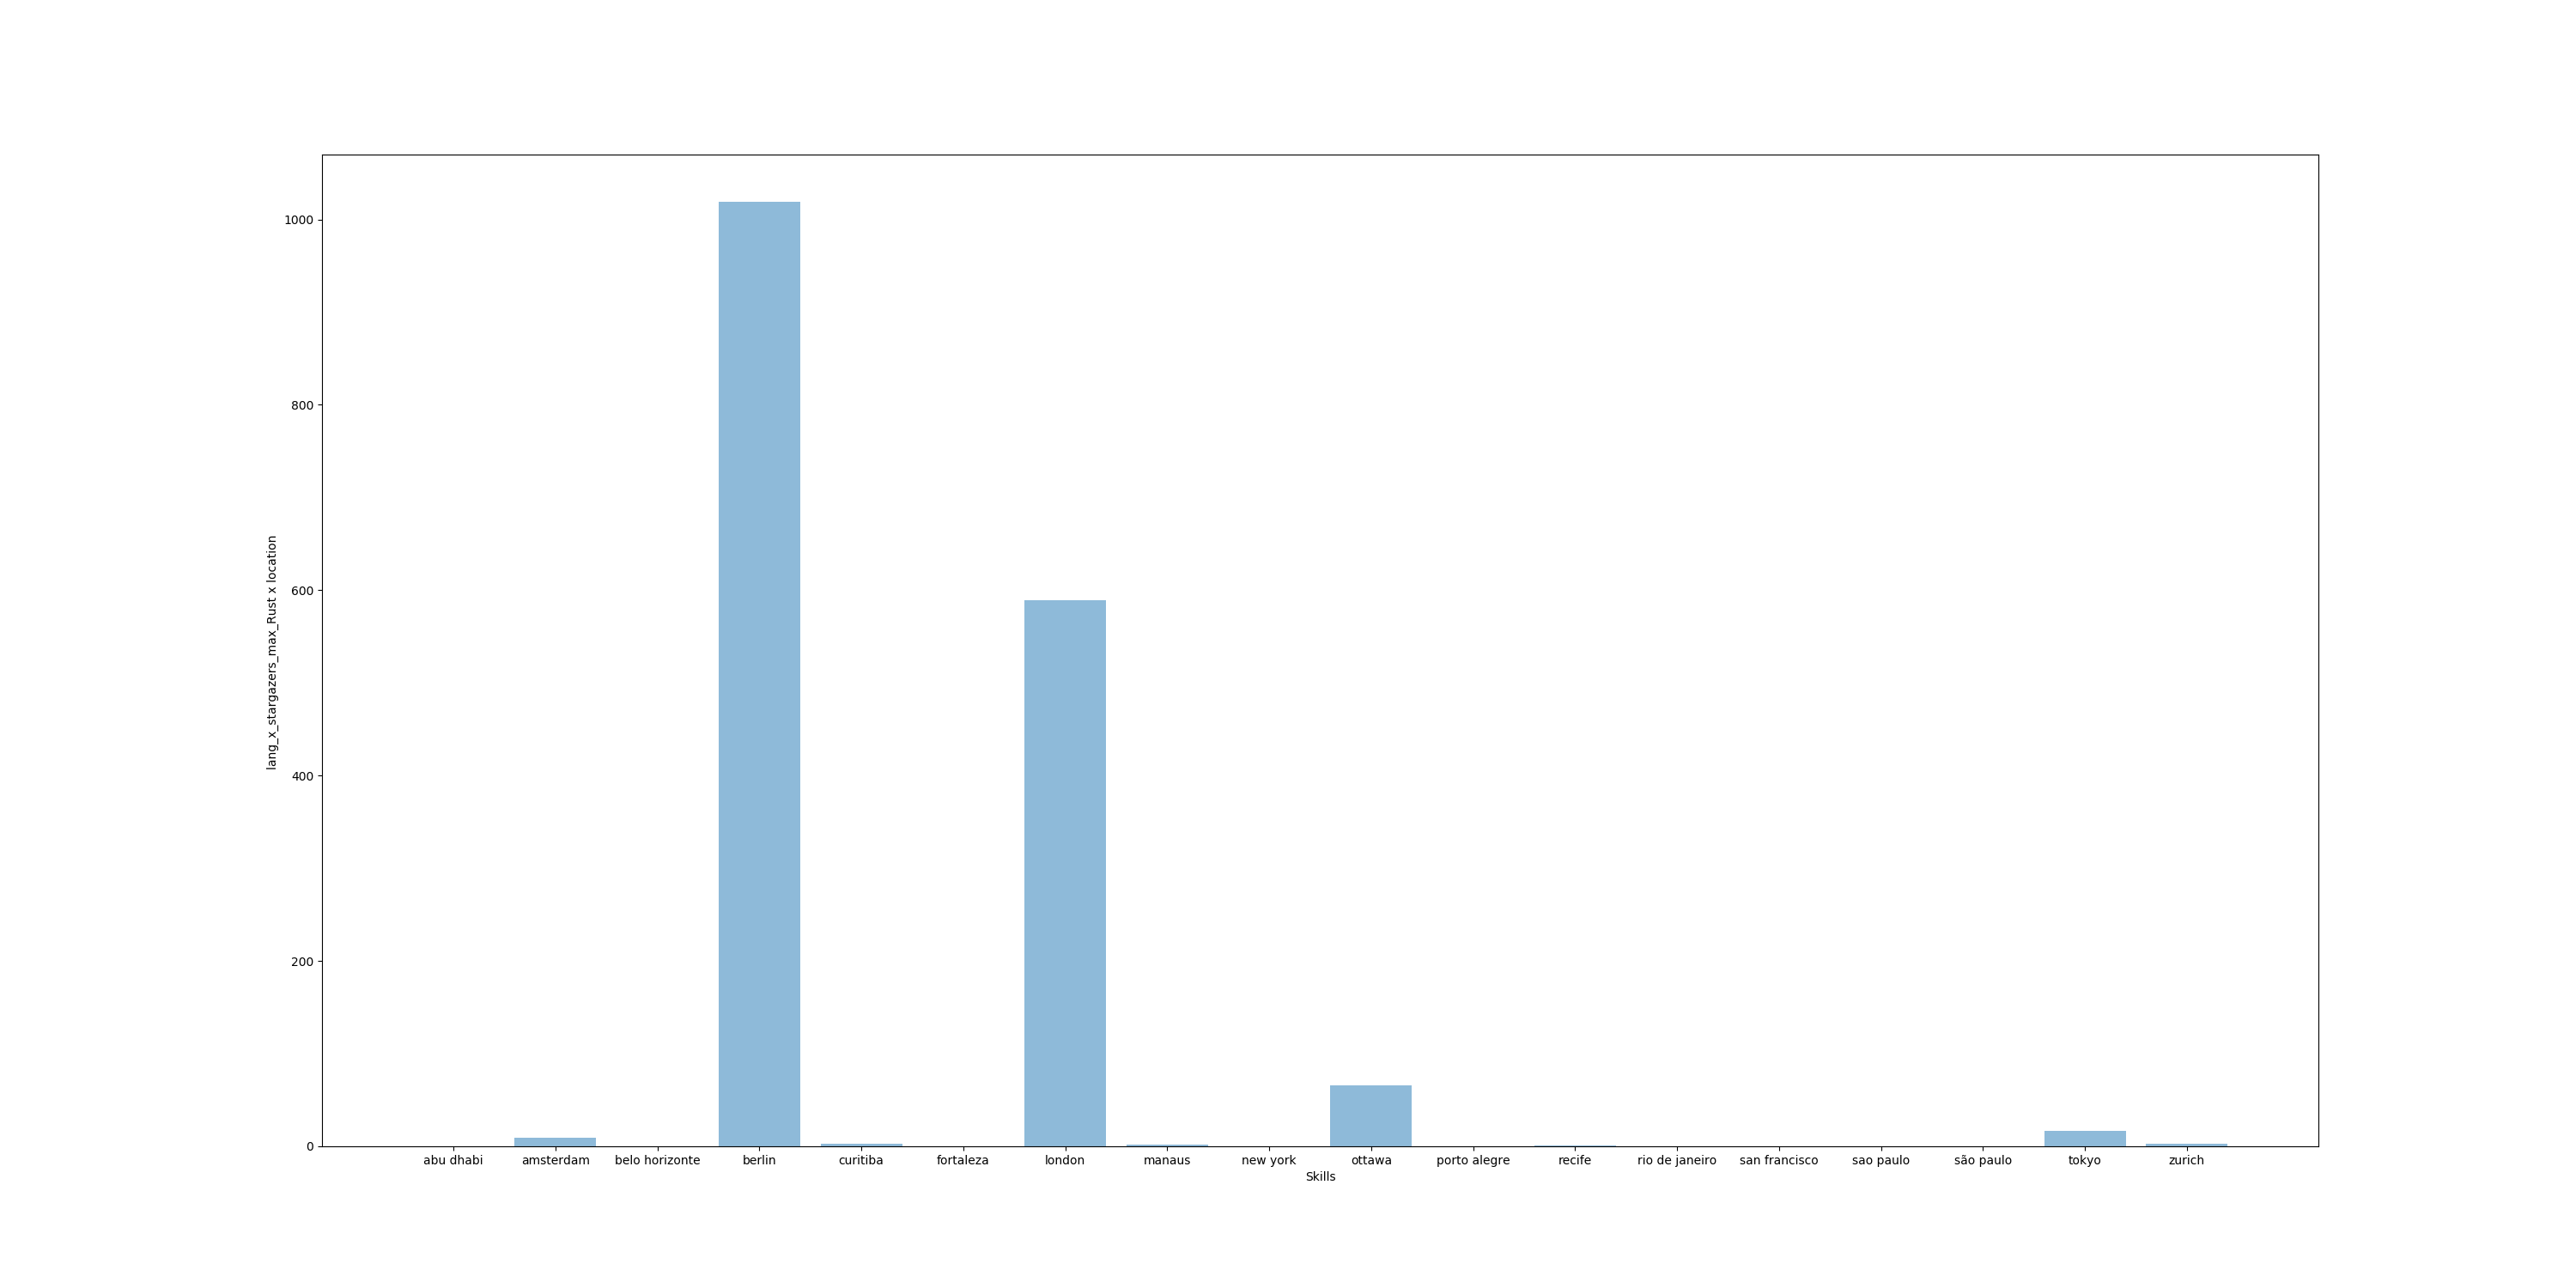 lang_x_stargazers_max_Rust x location
1000
800
600
400
200
0
abu dhabi amsterdam belo horizonte berlin curitiba fortaleza london manaus new york ottawa porto alegre recife rio de janeiro san francisco sao paulo são paulo tokyo zurich
Skills